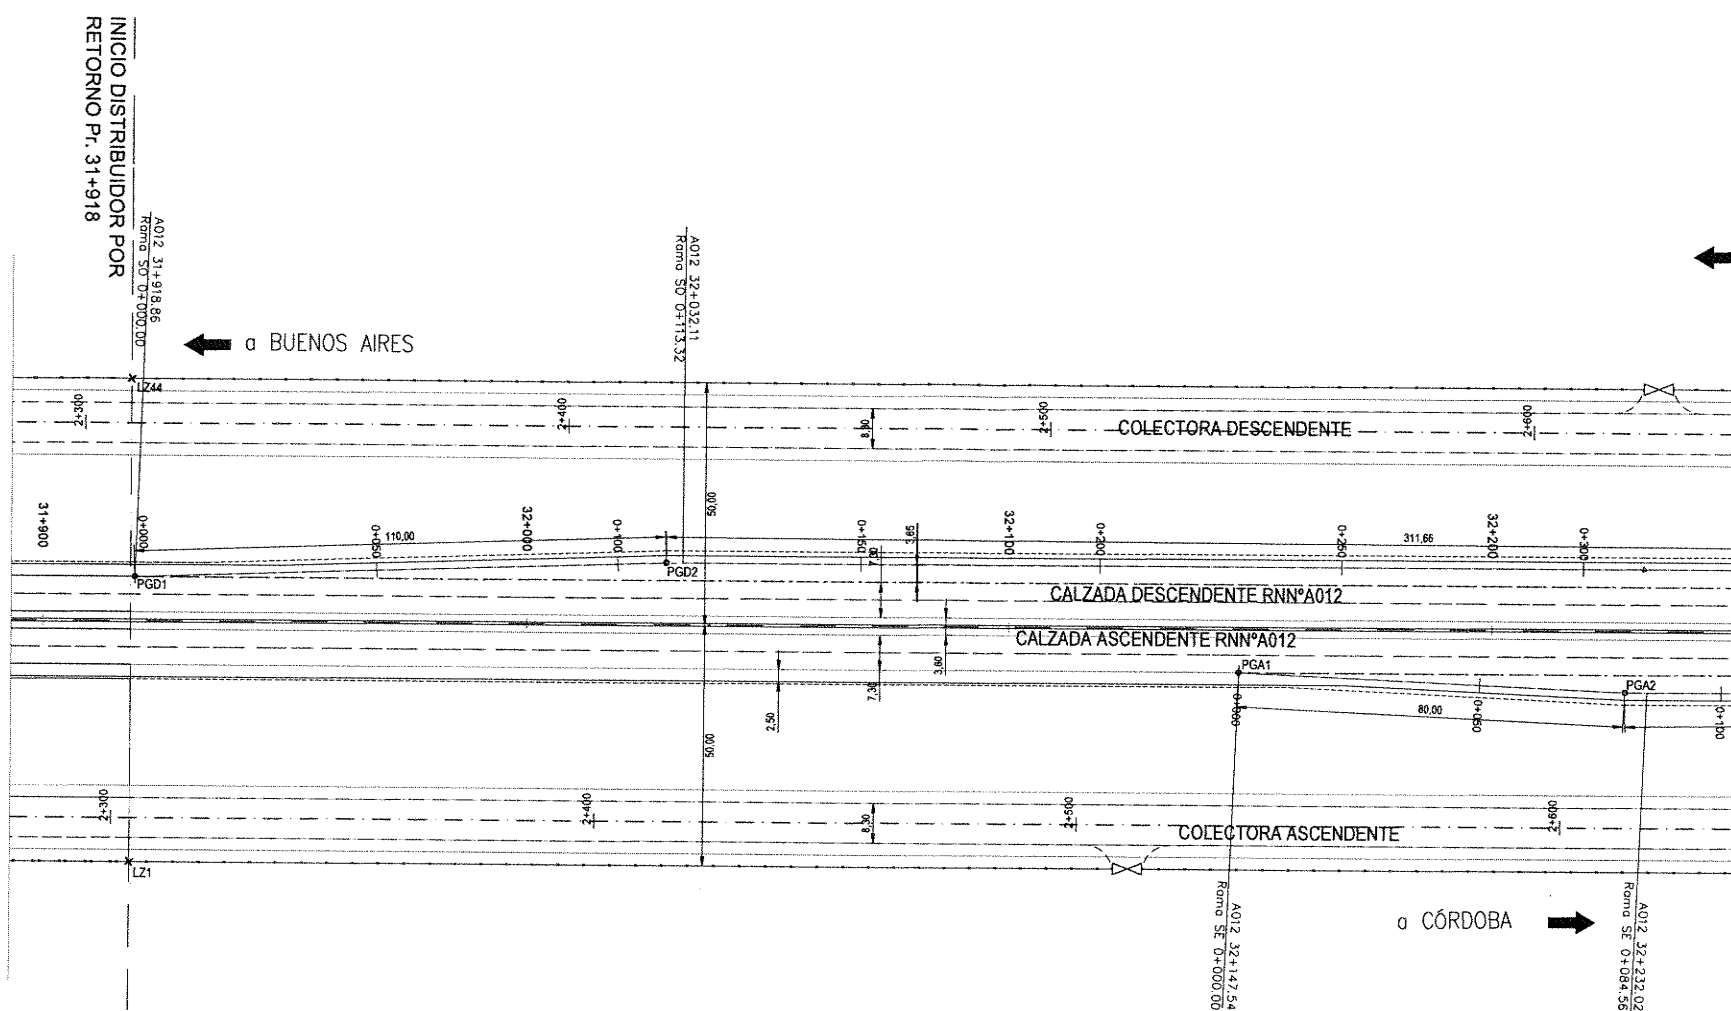 INICIO DISTRIBUIDOR POR
RETORNO Pr. 31+918
A012 31+918.86
Rama SD 0+000.00
A012 32+032.11
Rama SD 0+113.32
a BUENOS AIRES
LZ44
2+300
2+400
8,30
2+500
COLECTORA DESCENDENTE
2+600
50,00
31+900
0+000
110,00
0+050
32+000
0+100
0+150
7,30
3,65
32+100
0+200
0+250
311,66
32+200
0+300
PGD1
PGD2
CALZADA DESCENDENTE RNNºA012
CALZADA ASCENDENTE RNNºA012
3,60
7,30
2,50
50,00
PGA1
PGA2
0+000
80,00
0+050
0+100
2+300
2+400
8,30
2+500
COLECTORA ASCENDENTE
2+600
LZ1
A012 32+147.54
Rama SE 0+000.00
a CÓRDOBA
A012 32+232.02
Rama SE 0+084.56